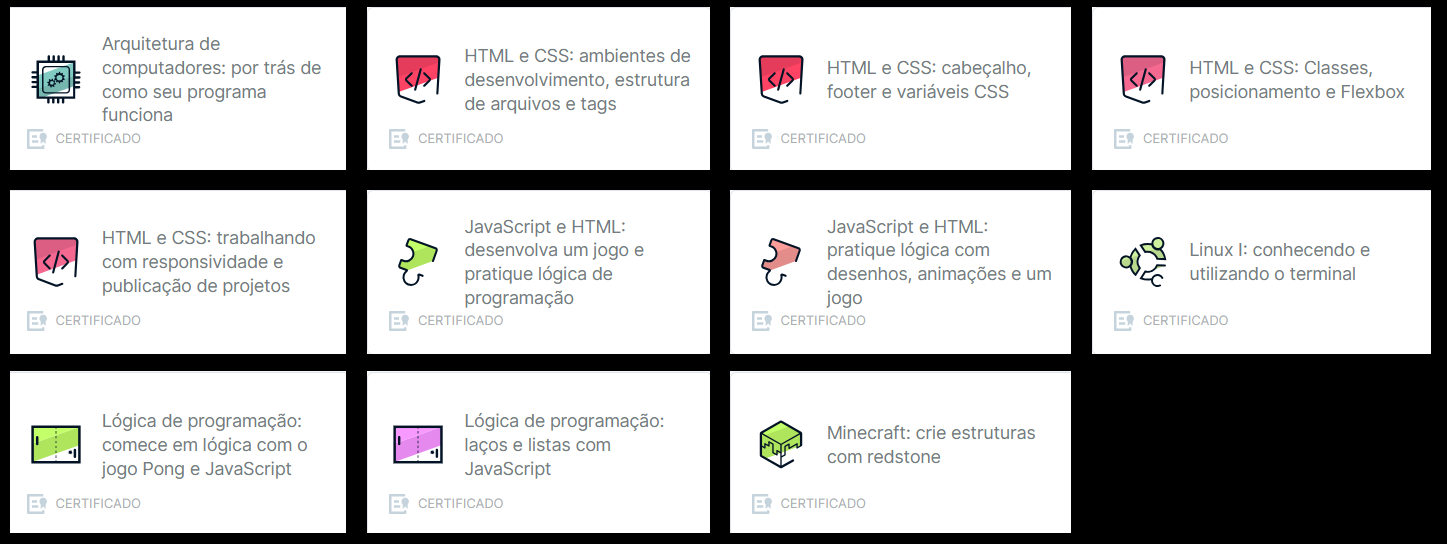 Arquitetura de
computadores: por trás de
como seu programa
funciona
CERTIFICADO
HTML e CSS: ambientes de
desenvolvimento, estrutura
de arquivos e tags
CERTIFICADO
HTML e CSS: cabeçalho,
footer e variáveis CSS
CERTIFICADO
HTML e CSS: Classes,
posicionamento e Flexbox
CERTIFICADO
HTML e CSS: trabalhando
com responsividade e
publicação de projetos
CERTIFICADO
JavaScript e HTML:
desenvolva um jogo e
pratique lógica de
programação
CERTIFICADO
JavaScript e HTML:
pratique lógica com
desenhos, animações e um
jogo
CERTIFICADO
Linux I: conhecendo e
utilizando o terminal
CERTIFICADO
Lógica de programação:
comece em lógica com o
jogo Pong e JavaScript
CERTIFICADO
Lógica de programação:
laços e listas com
JavaScript
CERTIFICADO
Minecraft: crie estruturas
com redstone
CERTIFICADO